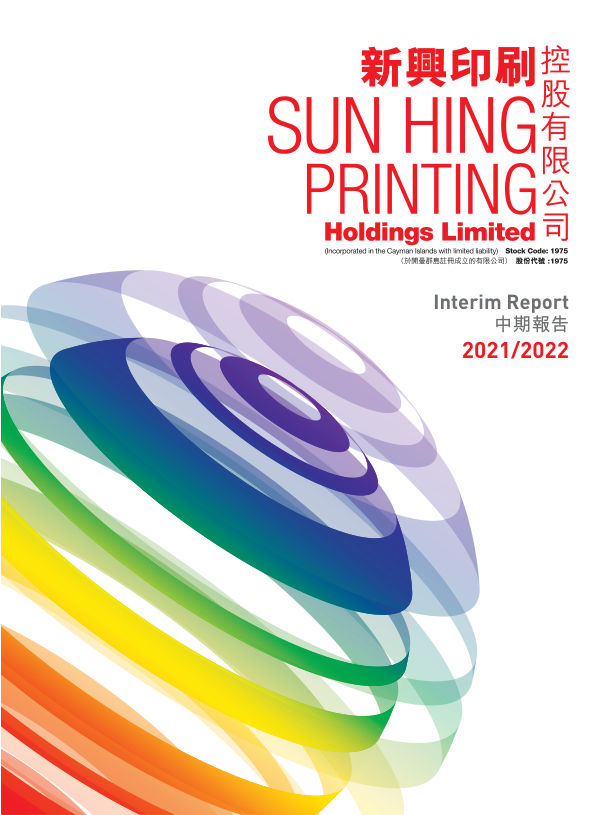 新興印刷
控股有限公司
SUN HING
PRINTING
Holdings Limited
(Incorporated in the Cayman Islands with limited liability) Stock Code: 1975
（於開曼群島註冊成立的有限公司） 股份代號 :1975
Interim Report
中期報告
2021/2022